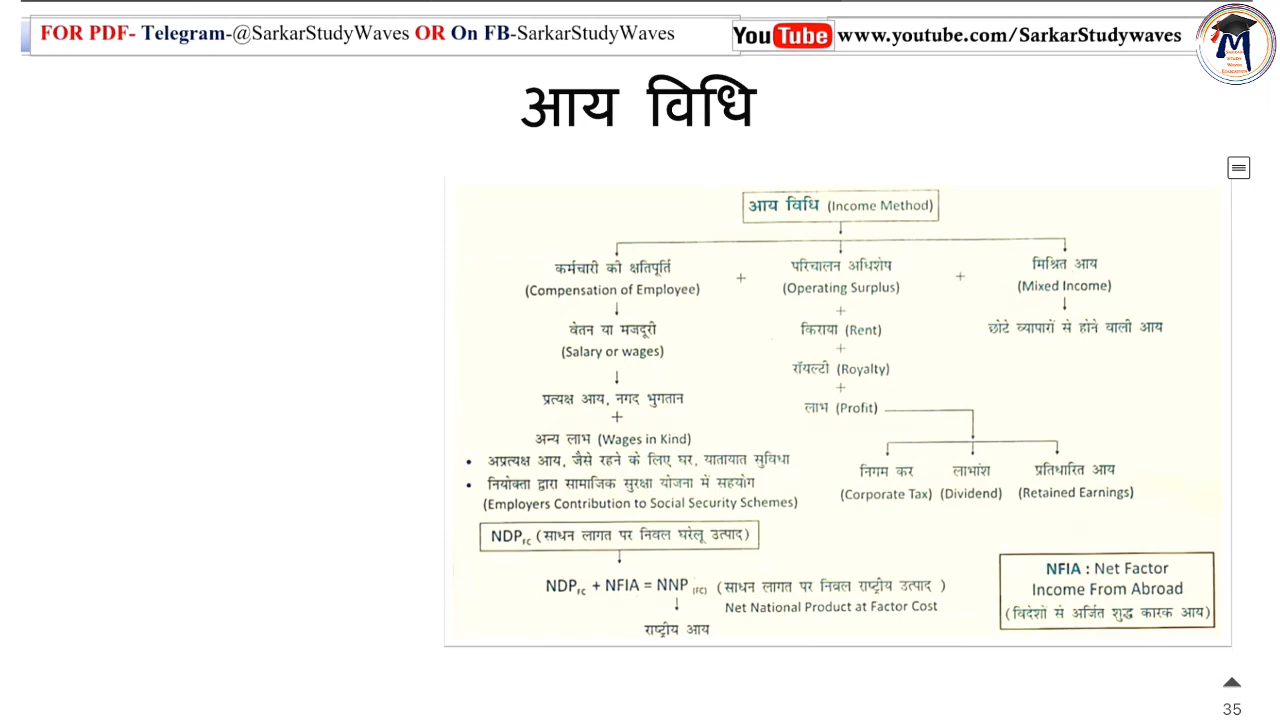 FOR PDF- Telegram-@SarkarStudyWaves OR On FB-SarkarStudyWaves
YouTube www.youtube.com/SarkarStudywaves
M
SARKAR
STUDY
WAVES
EDUCATION
आय विधि
आय विधि (Income Method)
कर्मचारी की क्षतिपूर्ति + परिचालन अधिशेष + मिश्रित आय
(Compensation of Employee) (Operating Surplus) (Mixed Income)
+
वेतन या मजदूरी किराया (Rent) छोटे व्यापारों से होने वाली आय
(Salary or wages) +
रॉयल्टी (Royalty)
+
प्रत्यक्ष आय, नगद भुगतान लाभ (Profit)
+
अन्य लाभ (Wages in Kind)
• अप्रत्यक्ष आय, जैसे रहने के लिए घर, यातायात सुविधा
• नियोक्ता द्वारा सामाजिक सुरक्षा योजना में सहयोग
(Employers Contribution to Social Security Schemes)
निगम कर लाभांश प्रतिधारित आय
(Corporate Tax) (Dividend) (Retained Earnings)
NDPFC (साधन लागत पर निवल घरेलू उत्पाद)
NDPFC + NFIA = NNP (FC) (साधन लागत पर निवल राष्ट्रीय उत्पाद )
Net National Product at Factor Cost
राष्ट्रीय आय
NFIA : Net Factor
Income From Abroad
(विदेशों से अर्जित शुद्ध कारक आय)
35